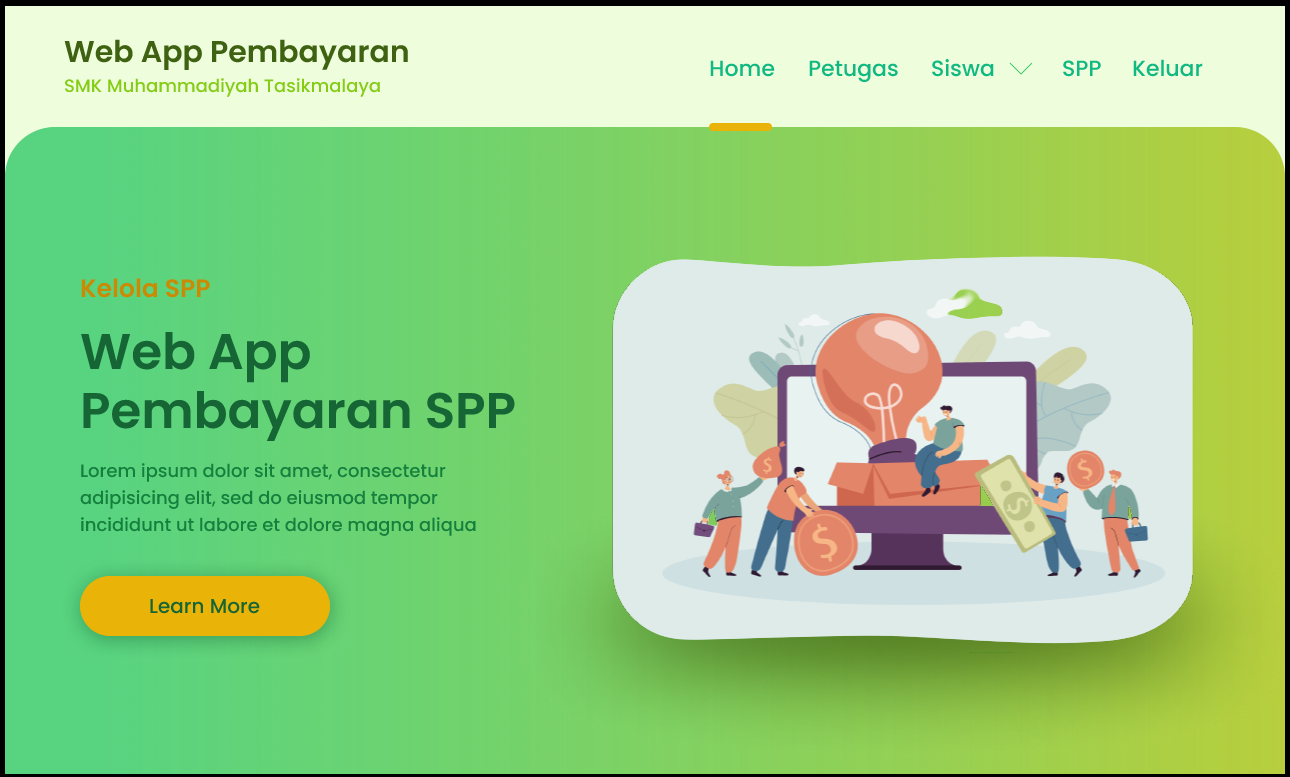 Web App Pembayaran
SMK Muhammadiyah Tasikmalaya
Home Petugas Siswa SPP Keluar
Kelola SPP
Web App
Pembayaran SPP
Lorem ipsum dolor sit amet, consectetur
adipisicing elit, sed do eiusmod tempor
incididunt ut labore et dolore magna aliqua
Learn More
$
$
$
$